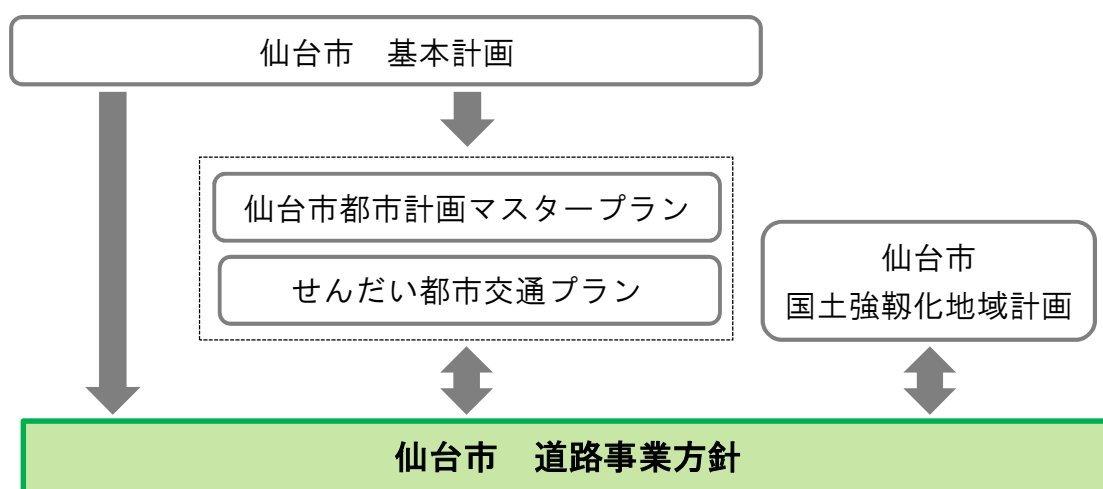 仙台市　基本計画
仙台市都市計画マスタープラン
せんだい都市交通プラン
仙台市
国土強靱化地域計画
仙台市　道路事業方針